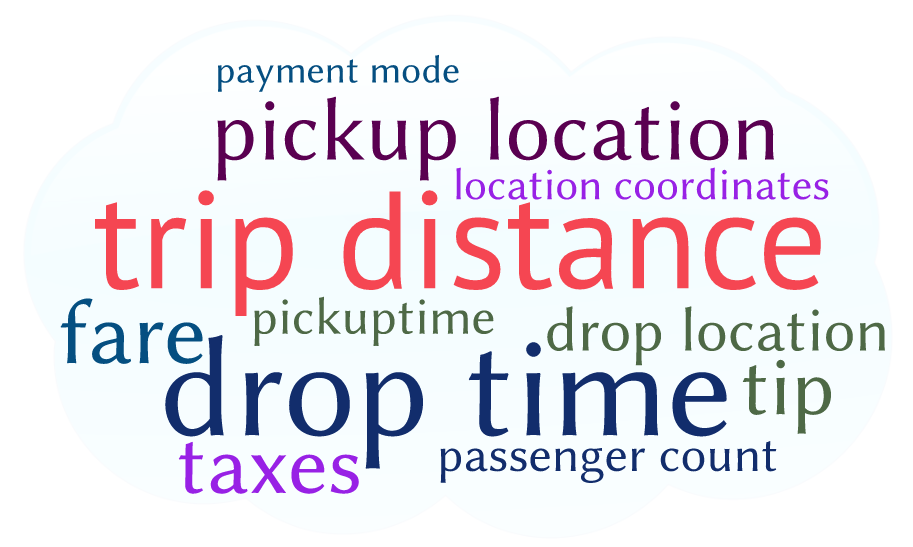 payment mode
pickup location
location coordinates
trip distance
pickuptime
fare
drop location
drop time
tip
taxes
passenger count